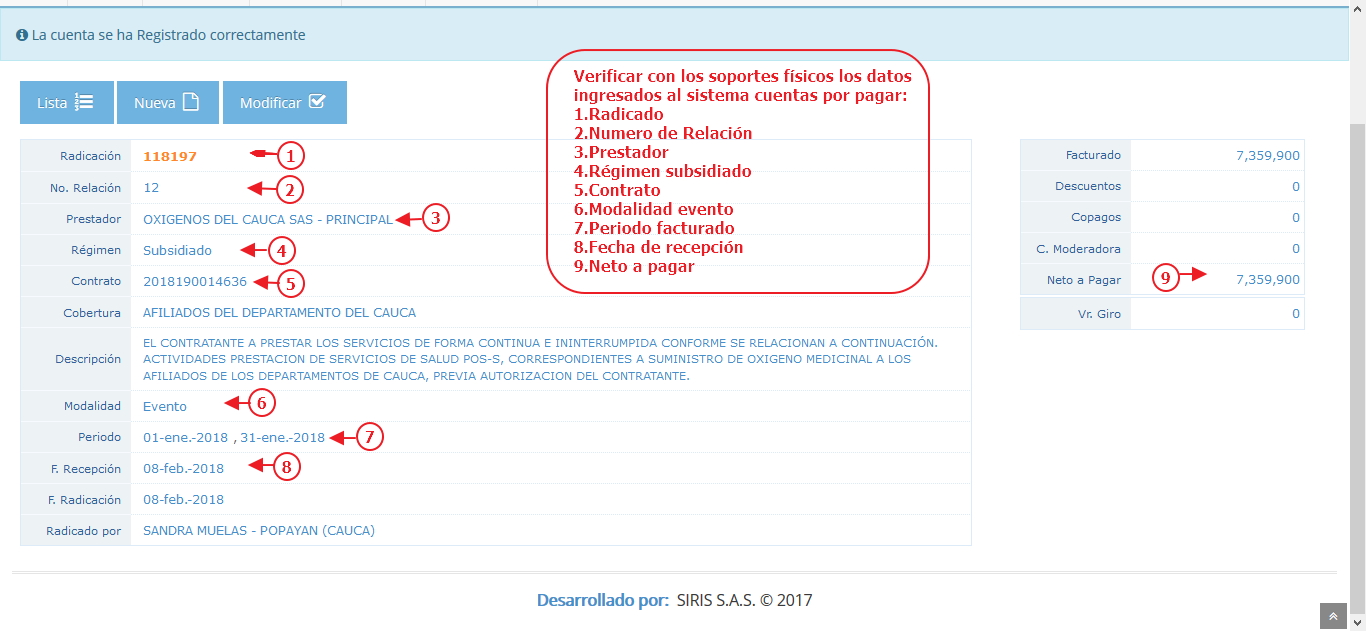 La cuenta se ha Registrado correctamente
Lista
Nueva
Modificar
Verificar con los soportes físicos los datos
ingresados al sistema cuentas por pagar:
1.Radicado
2.Numero de Relación
3.Prestador
4.Régimen subsidiado
5.Contrato
6.Modalidad evento
7.Periodo facturado
8.Fecha de recepción
9.Neto a pagar
Radicación 118197 1
No. Relación 12 2
Prestador OXIGENOS DEL CAUCA SAS - PRINCIPAL 3
Régimen Subsidiado 4
Contrato 2018190014636 5
Cobertura AFILIADOS DEL DEPARTAMENTO DEL CAUCA
Descripción
EL CONTRATANTE A PRESTAR LOS SERVICIOS DE FORMA CONTINUA E ININTERRUMPIDA CONFORME SE RELACIONAN A CONTINUACIÓN.
ACTIVIDADES PRESTACION DE SERVICIOS DE SALUD POS-S, CORRESPONDIENTES A SUMINISTRO DE OXIGENO MEDICINAL A LOS
AFILIADOS DE LOS DEPARTAMENTOS DE CAUCA, PREVIA AUTORIZACION DEL CONTRATANTE.
Modalidad Evento 6
Periodo 01-ene.-2018 , 31-ene.-2018 7
F. Recepción 08-feb.-2018 8
F. Radicación 08-feb.-2018
Radicado por SANDRA MUELAS - POPAYAN (CAUCA)
Facturado 7,359,900
Descuentos 0
Copagos 0
C. Moderadora 0
Neto a Pagar 9 7,359,900
Vr. Giro 0
Desarrollado por: SIRIS S.A.S. © 2017